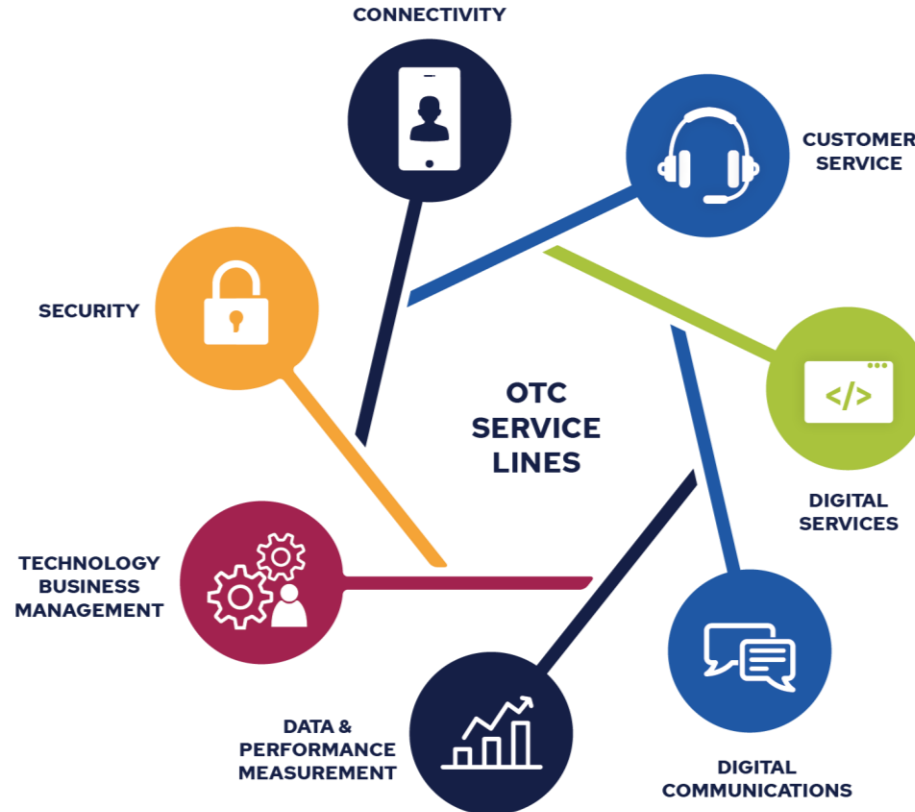 CONNECTIVITY
CUSTOMER
SERVICE
SECURITY
OTC
SERVICE
LINES
</>
DIGITAL
SERVICES
TECHNOLOGY
BUSINESS
MANAGEMENT
DATA &
PERFORMANCE
MEASUREMENT
DIGITAL
COMMUNICATIONS